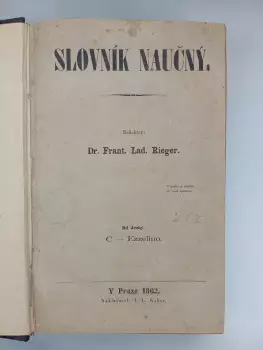 SLOVNÍK NAUČNÝ.
Redaktor:
Dr. Frant. Lad. Rieger.
Díl druhý.
C — Ezzelino.
V Praze 1862.
Nakladatel: I. L. Kober.